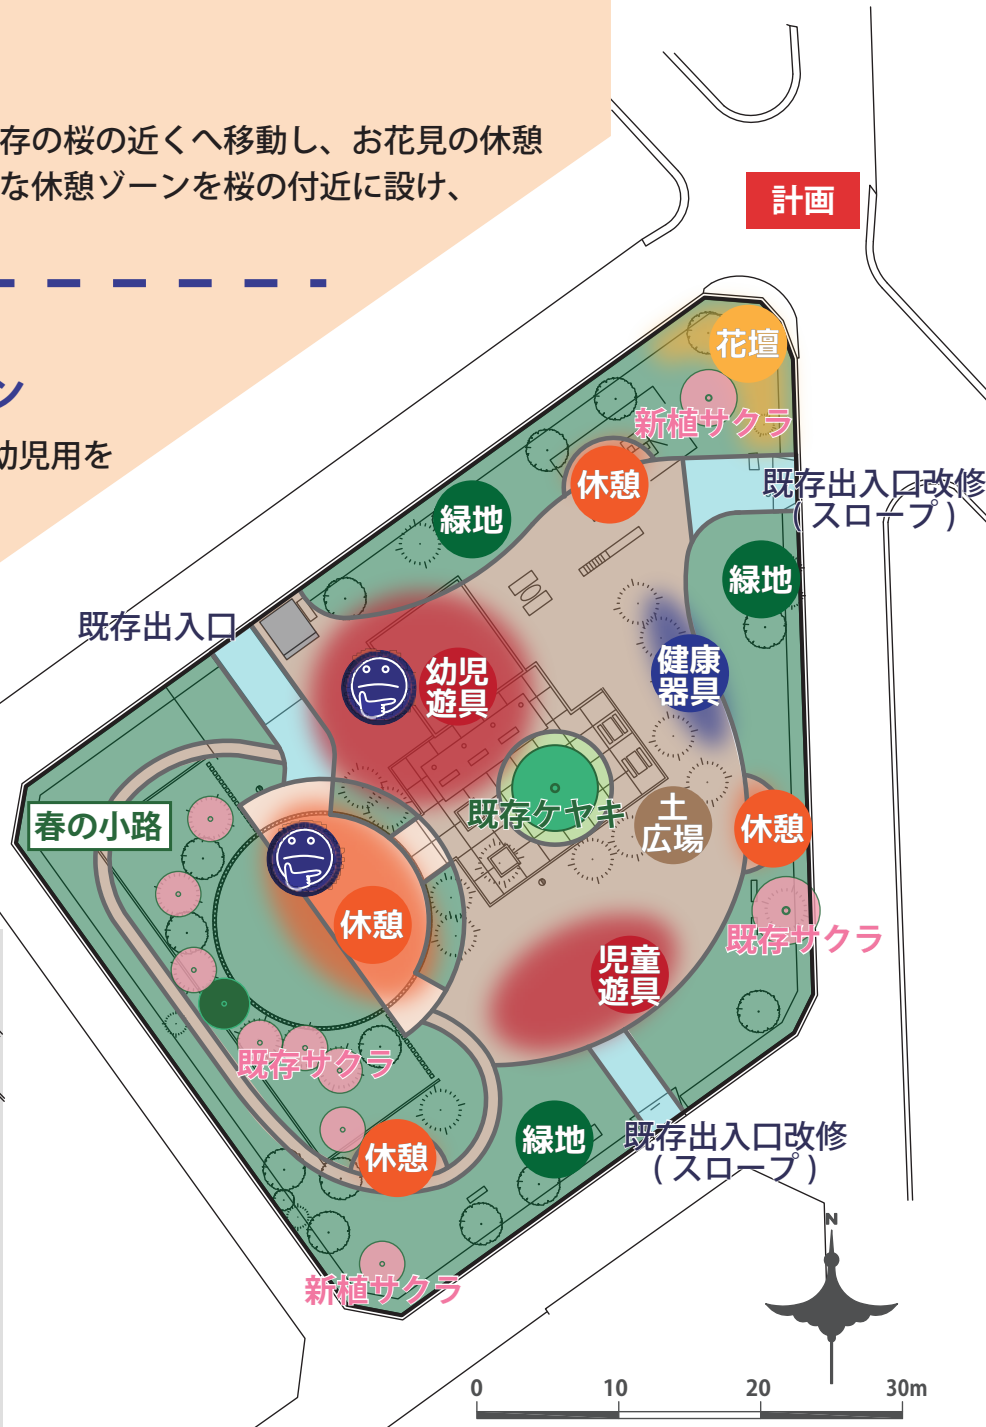 存の桜の近くへ移動し、お花見の休憩
な休憩ゾーンを桜の付近に設け、
計画
ン
幼児用を
花壇
新植サクラ
休憩
既存出入口改修
(スロープ)
緑地
緑地
既存出入口
健康
器具
幼児
遊具
春の小路
既存ケヤキ
土
広場
休憩
休憩
既存サクラ
児童
遊具
既存サクラ
緑地
既存出入口改修
(スロープ)
休憩
新植サクラ
N
0 10 20 30m